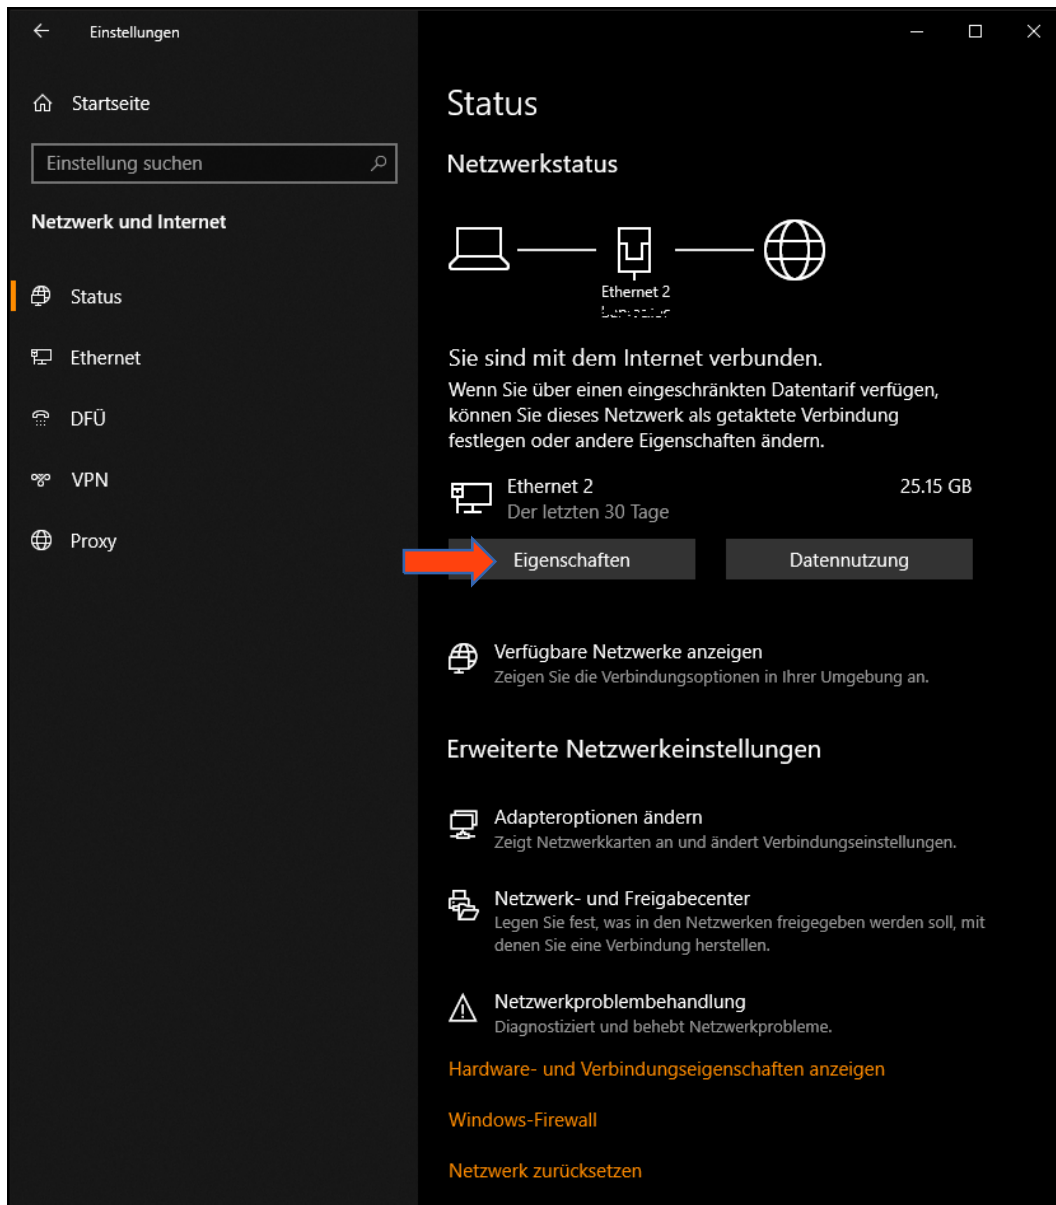 Einstellungen
Startseite
Einstellung suchen
Netzwerk und Internet
Status
Ethernet
DFÜ
VPN
Proxy
Status
Netzwerkstatus
Ethernet 2
Sie sind mit dem Internet verbunden.
Wenn Sie über einen eingeschränkten Datentarif verfügen,
können Sie dieses Netzwerk als getaktete Verbindung
festlegen oder andere Eigenschaften ändern.
Ethernet 2 25.15 GB
Der letzten 30 Tage
Eigenschaften Datennutzung
Verfügbare Netzwerke anzeigen
Zeigen Sie die Verbindungsoptionen in Ihrer Umgebung an.
Erweiterte Netzwerkeinstellungen
Adapteroptionen ändern
Zeigt Netzwerkkarten an und ändert Verbindungseinstellungen.
Netzwerk- und Freigabecenter
Legen Sie fest, was in den Netzwerken freigegeben werden soll, mit
denen Sie eine Verbindung herstellen.
Netzwerkproblembehandlung
Diagnostiziert und behebt Netzwerkprobleme.
Hardware- und Verbindungseigenschaften anzeigen
Windows-Firewall
Netzwerk zurücksetzen